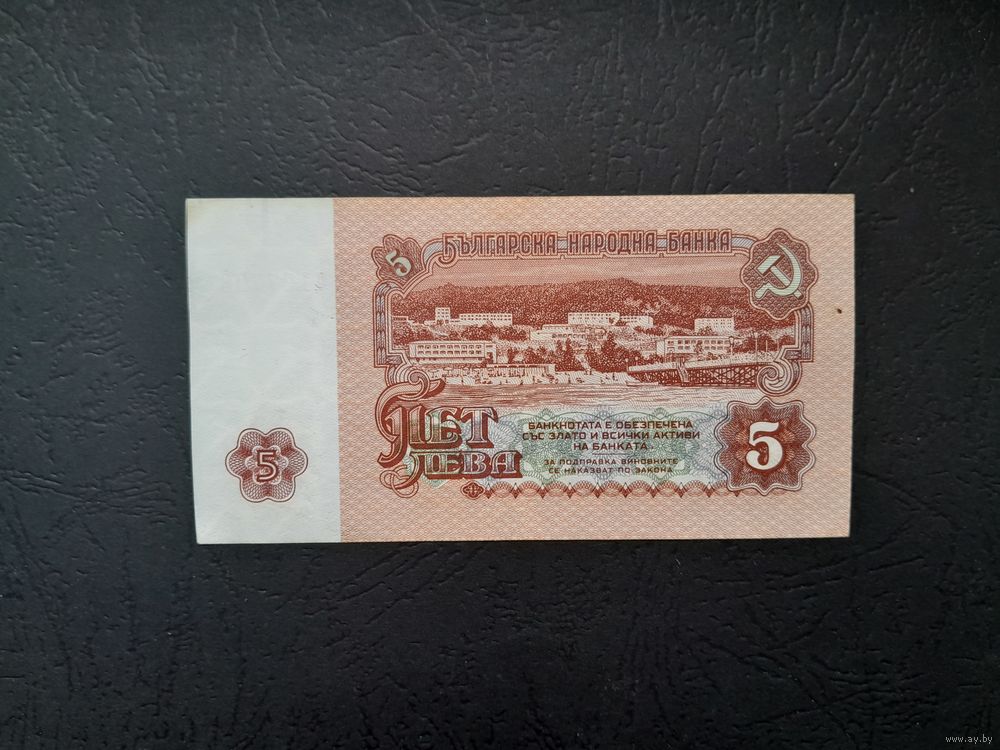 5
БЪЛГАРСКА НАРОДНА БАНКА
ПЕТ
ЛЕВА
БАНКНОТАТА Е ОБЕЗПЕЧЕНА
СЪС ЗЛАТО И ВСИЧКИ АКТИВИ
НА БАНКАТА.
ЗА ПОДПРАВКА ВИНОВНИТЕ
СЕ НАКАЗВАТ ПО ЗАКОНА.
5
5
www.ay.by